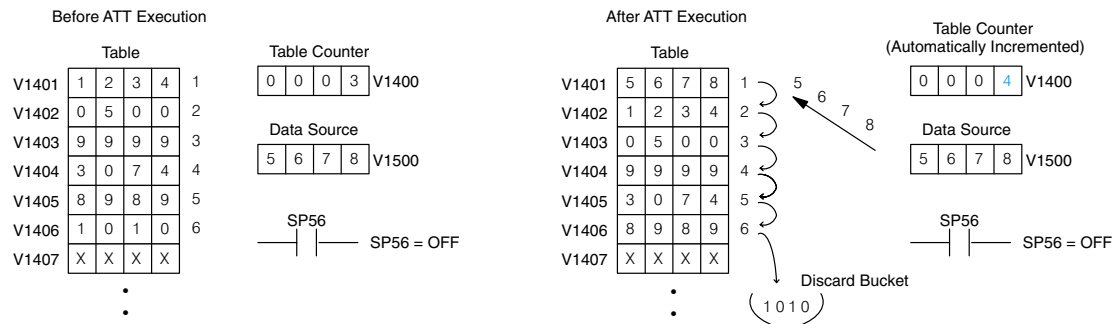 Before ATT Execution
Table
Table Counter
V1401 1 2 3 4 1
0 0 0 3 V1400
V1402 0 5 0 0 2
Data Source
V1403 9 9 9 9 3
5 6 7 8 V1500
V1404 3 0 7 4 4
V1405 8 9 8 9 5
V1406 1 0 1 0 6
SP56
SP56 = OFF
V1407 X X X X
After ATT Execution
Table
Table Counter
(Automatically Incremented)
V1401 5 6 7 8 1
5 6 7 8
0 0 0 4 V1400
V1402 1 2 3 4 2
Data Source
V1403 0 5 0 0 3
5 6 7 8 V1500
V1404 9 9 9 9 4
V1405 3 0 7 4 5
V1406 8 9 8 9 6
SP56
SP56 = OFF
V1407 X X X X
Discard Bucket
1 0 1 0